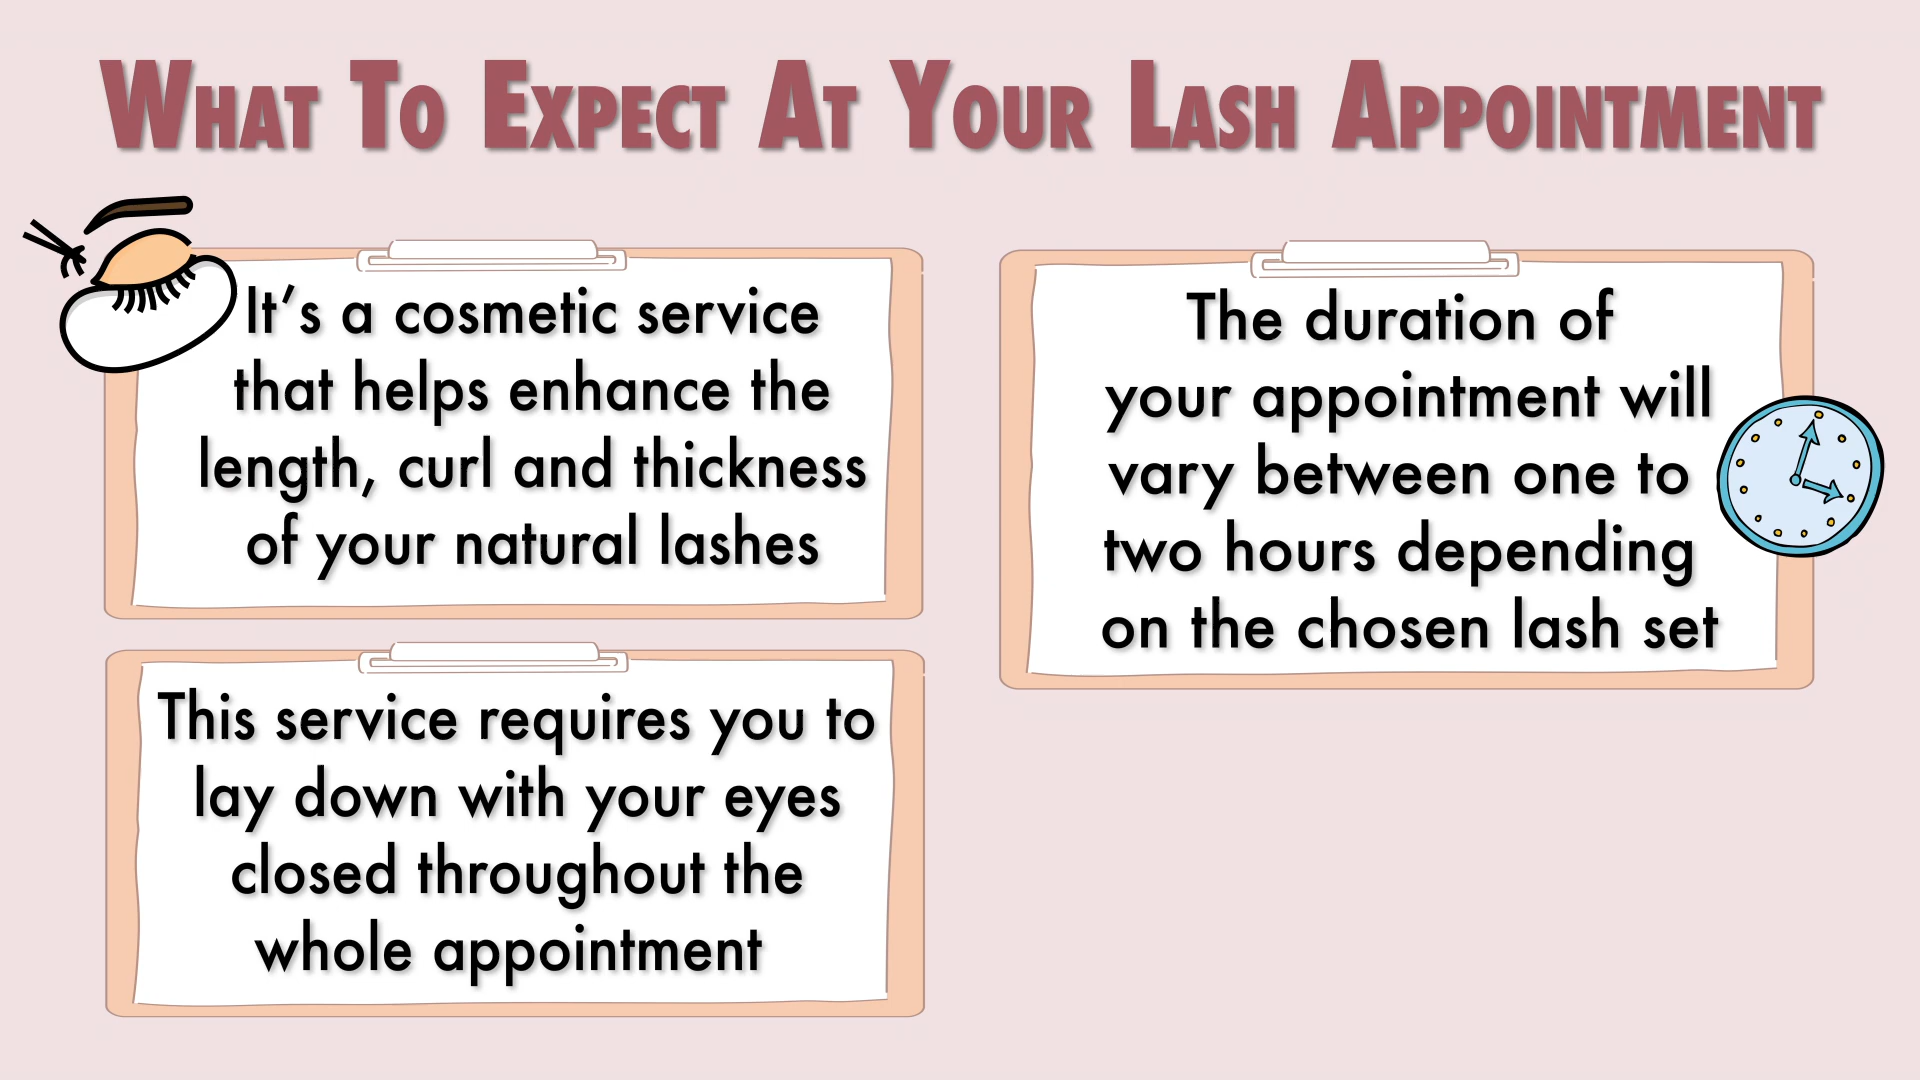 What To Expect At Your Lash Appointment
It’s a cosmetic service
that helps enhance the
length, curl and thickness
of your natural lashes
The duration of
your appointment will
vary between one to
two hours depending
on the chosen lash set
This service requires you to
lay down with your eyes
closed throughout the
whole appointment